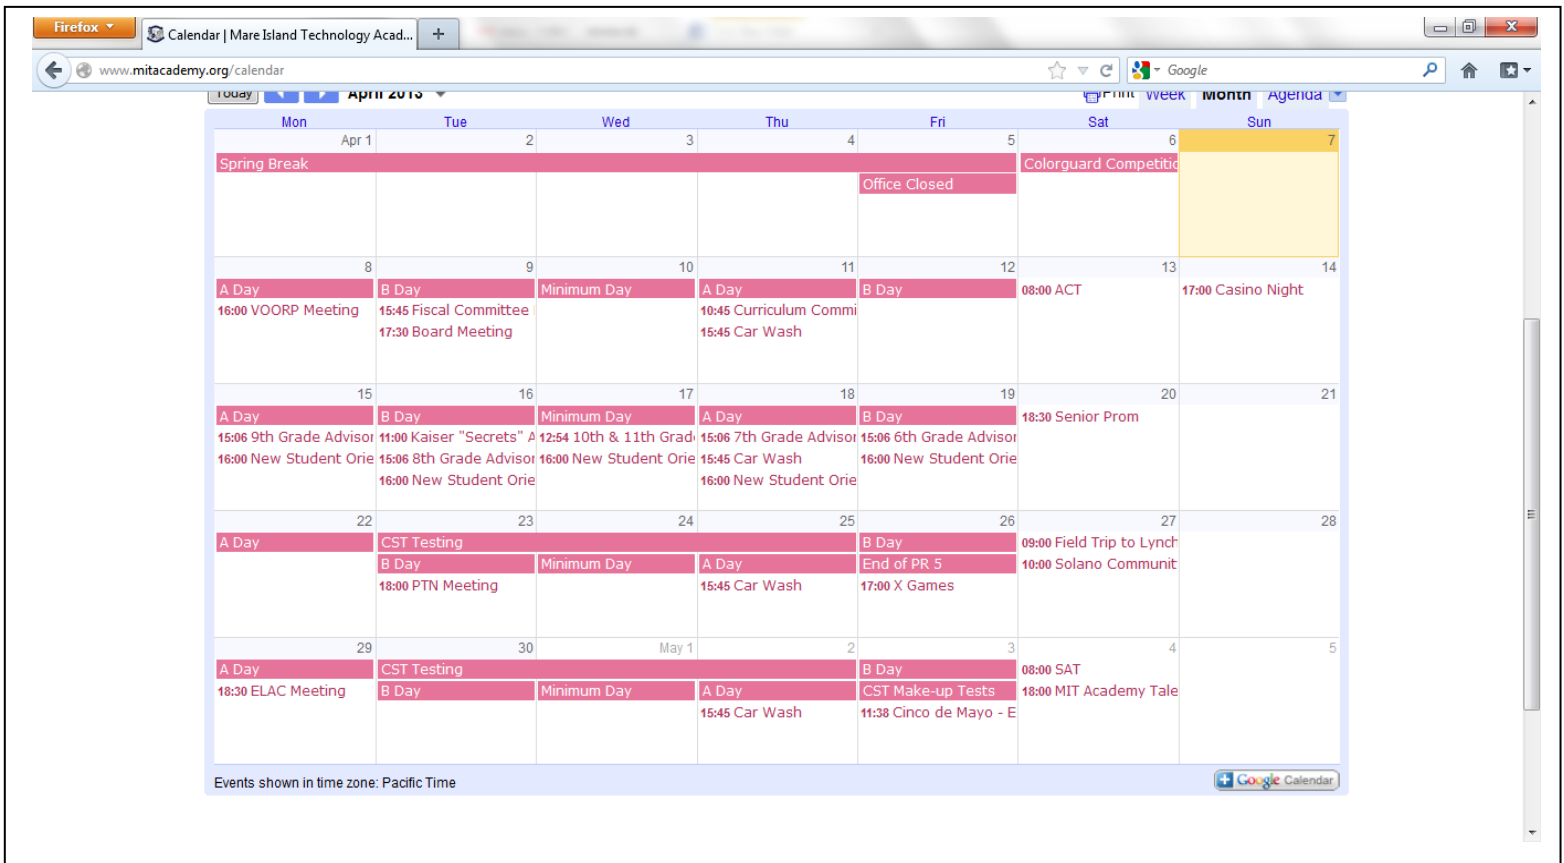 Firefox
Calendar | Mare Island Technology Acad...
www.mitacademy.org/calendar
Google
Today April 2013 Print Week Month Agenda
Mon Tue Wed Thu Fri Sat Sun
Apr 1 2 3 4 5 6 7
Spring Break Colorguard Competitic
Office Closed
8 9 10 11 12 13 14
A Day B Day Minimum Day A Day B Day 08:00 ACT 17:00 Casino Night
16:00 VOORP Meeting 15:45 Fiscal Committee 10:45 Curriculum Commi
17:30 Board Meeting 15:45 Car Wash
15 16 17 18 19 20 21
A Day B Day Minimum Day A Day B Day 18:30 Senior Prom
15:06 9th Grade Advisor 11:00 Kaiser "Secrets" A 12:54 10th & 11th Grad 15:06 7th Grade Advisor 15:06 6th Grade Advisor
16:00 New Student Orie 15:06 8th Grade Advisor 16:00 New Student Orie 15:45 Car Wash 16:00 New Student Orie
16:00 New Student Orie 16:00 New Student Orie
22 23 24 25 26 27 28
A Day CST Testing B Day 09:00 Field Trip to Lynch
B Day Minimum Day A Day End of PR 5 10:00 Solano Communit
18:00 PTN Meeting 15:45 Car Wash 17:00 X Games
29 30 May 1 2 3 4 5
A Day CST Testing B Day 08:00 SAT
18:30 ELAC Meeting B Day Minimum Day A Day CST Make-up Tests 18:00 MIT Academy Tale
15:45 Car Wash 11:38 Cinco de Mayo - E
Events shown in time zone: Pacific Time
Google Calendar